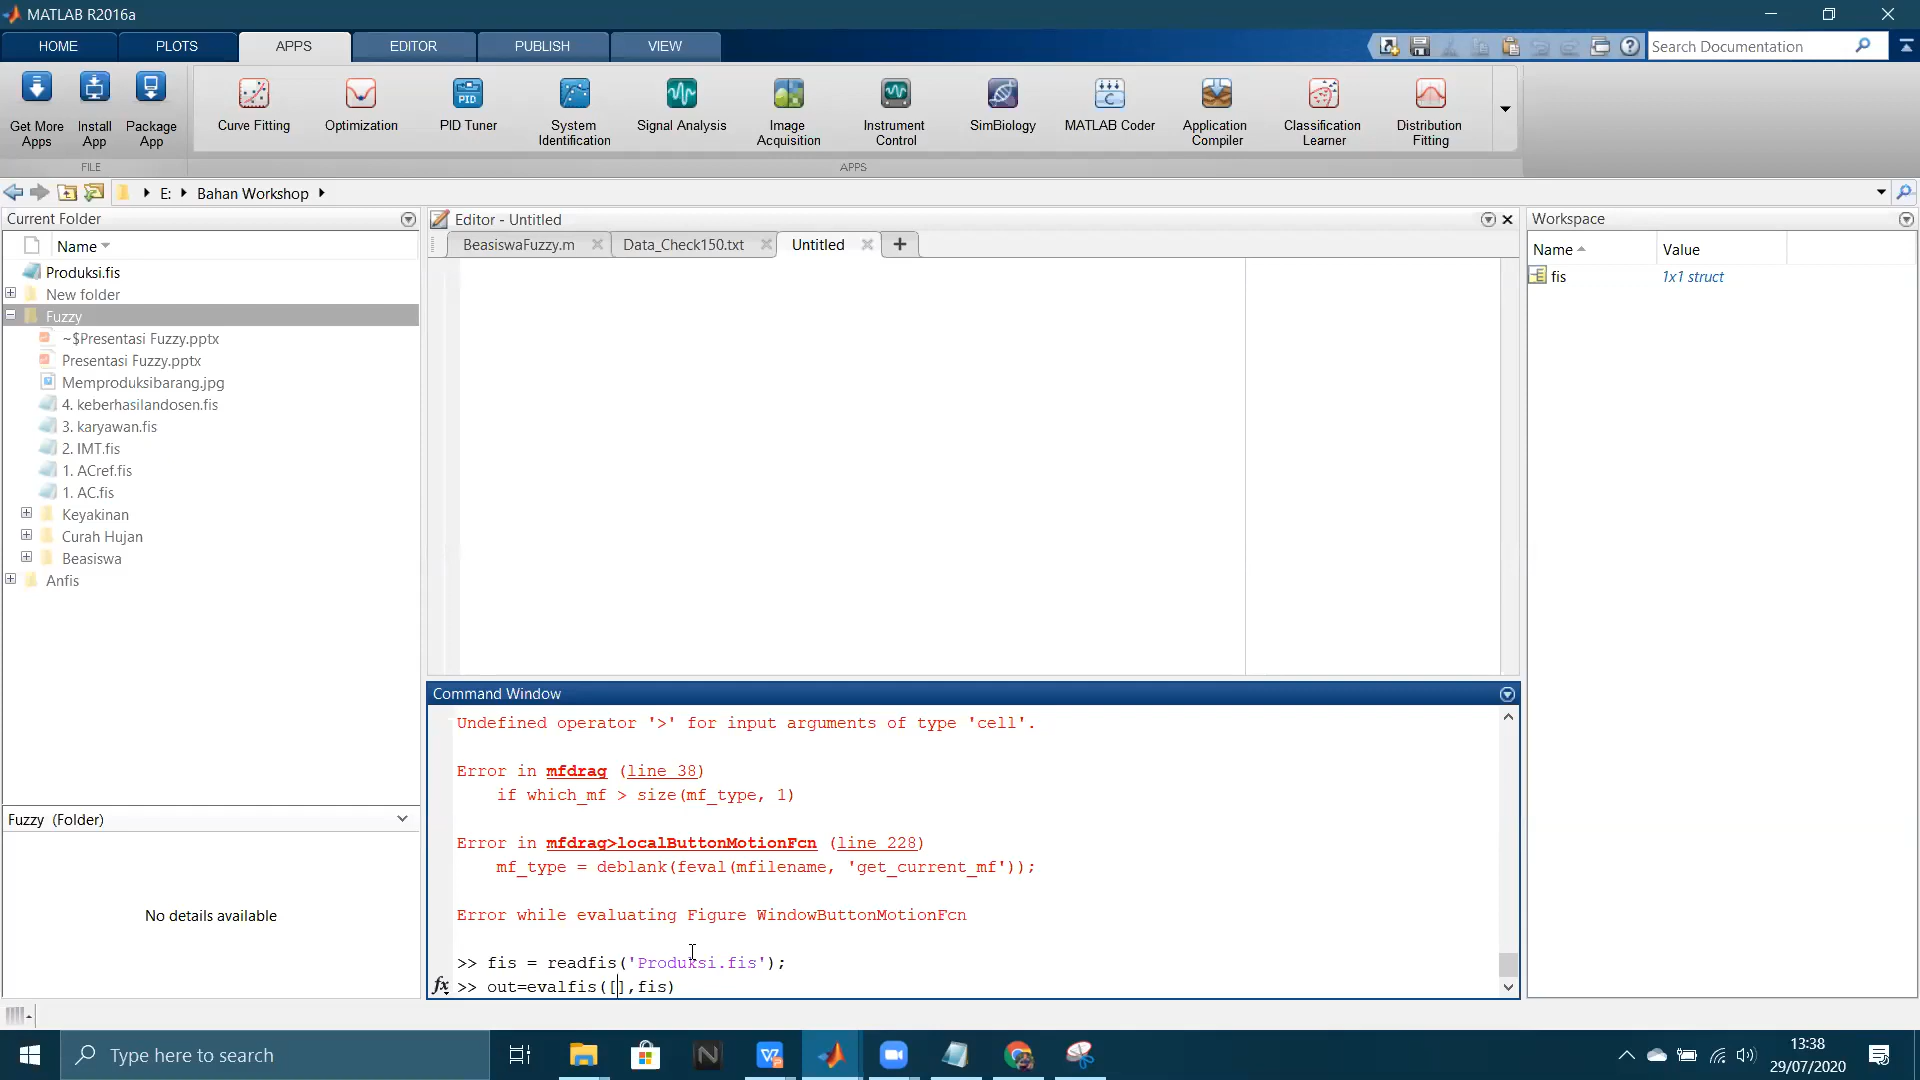 MATLAB R2016a
HOME PLOTS APPS EDITOR PUBLISH VIEW
Search Documentation
Get More Apps
Install App
Package App
Curve Fitting
Optimization
PID Tuner
System Identification
Signal Analysis
Image Acquisition
Instrument Control
SimBiology
MATLAB Coder
Application Compiler
Classification Learner
Distribution Fitting
FILE
APPS
E: Bahan Workshop
Current Folder
Name
Produksi.fis
New folder
Fuzzy
~$Presentasi Fuzzy.pptx
Presentasi Fuzzy.pptx
Memproduksibarang.jpg
4. keberhasilandosen.fis
3. karyawan.fis
2. IMT.fis
1. ACref.fis
1. AC.fis
Keyakinan
Curah Hujan
Beasiswa
Anfis
Fuzzy (Folder)
No details available
Editor - Untitled
BeasiswaFuzzy.m Data_Check150.txt Untitled
Command Window
Undefined operator '>' for input arguments of type 'cell'.
Error in mfdrag (line 38)
if which_mf > size(mf_type, 1)
Error in mfdrag>localButtonMotionFcn (line 228)
mf_type = deblank(feval(mfilename, 'get_current_mf'));
Error while evaluating Figure WindowButtonMotionFcn
>> fis = readfis('Produksi.fis');
fx >> out=evalfis([],fis)
Workspace
Name Value
fis 1x1 struct
Type here to search
13:38
29/07/2020